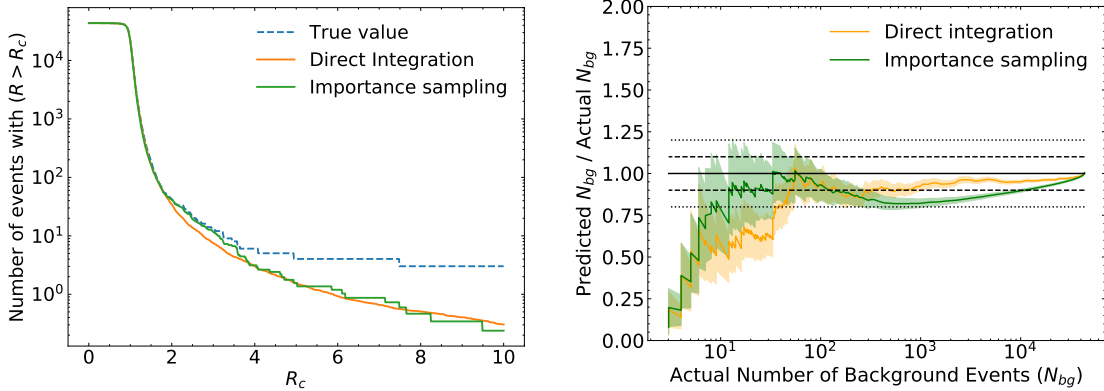 Number of events with (R > R_c)
10^4
10^3
10^2
10^1
10^0
0
2
4
6
8
10
R_c
True value
Direct Integration
Importance sampling
Predicted N_bg / Actual N_bg
2.00
1.75
1.50
1.25
1.00
0.75
0.50
0.25
0.00
10^1
10^2
10^3
10^4
Actual Number of Background Events (N_bg)
Direct integration
Importance sampling